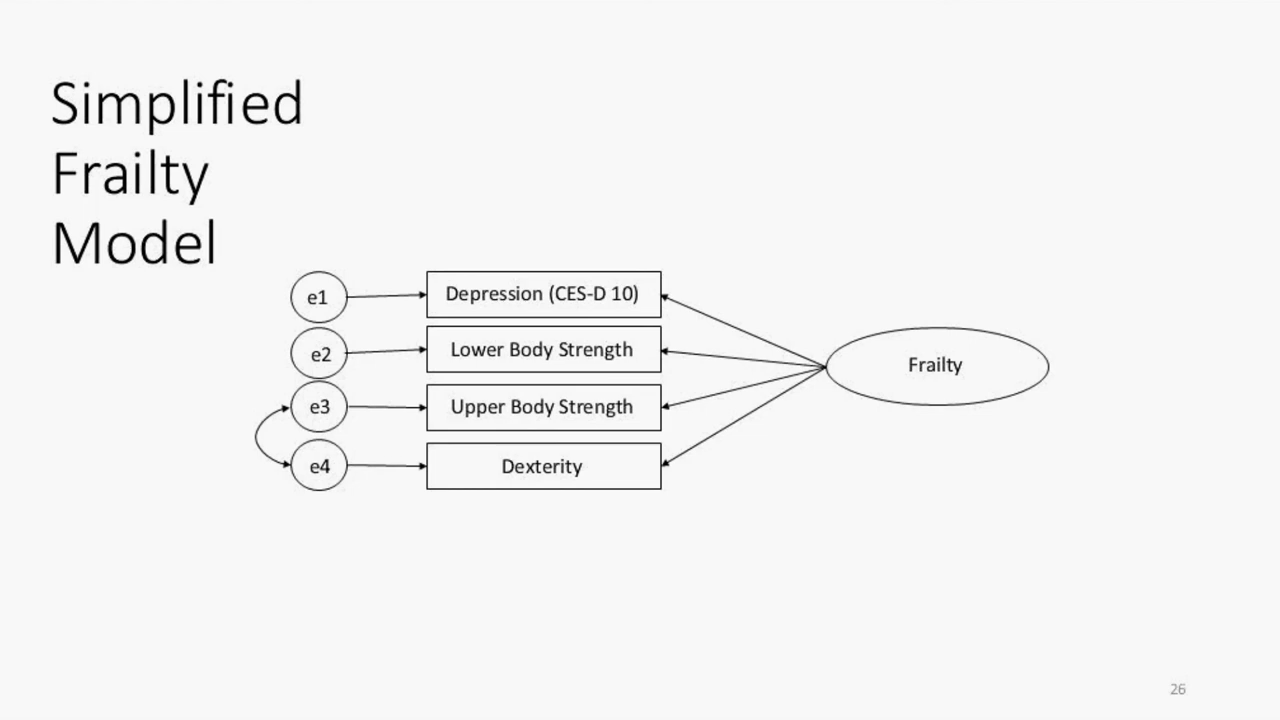 Simplified
Frailty
Model
e1
Depression (CES-D 10)
e2
Lower Body Strength
Frailty
e3
Upper Body Strength
e4
Dexterity
26